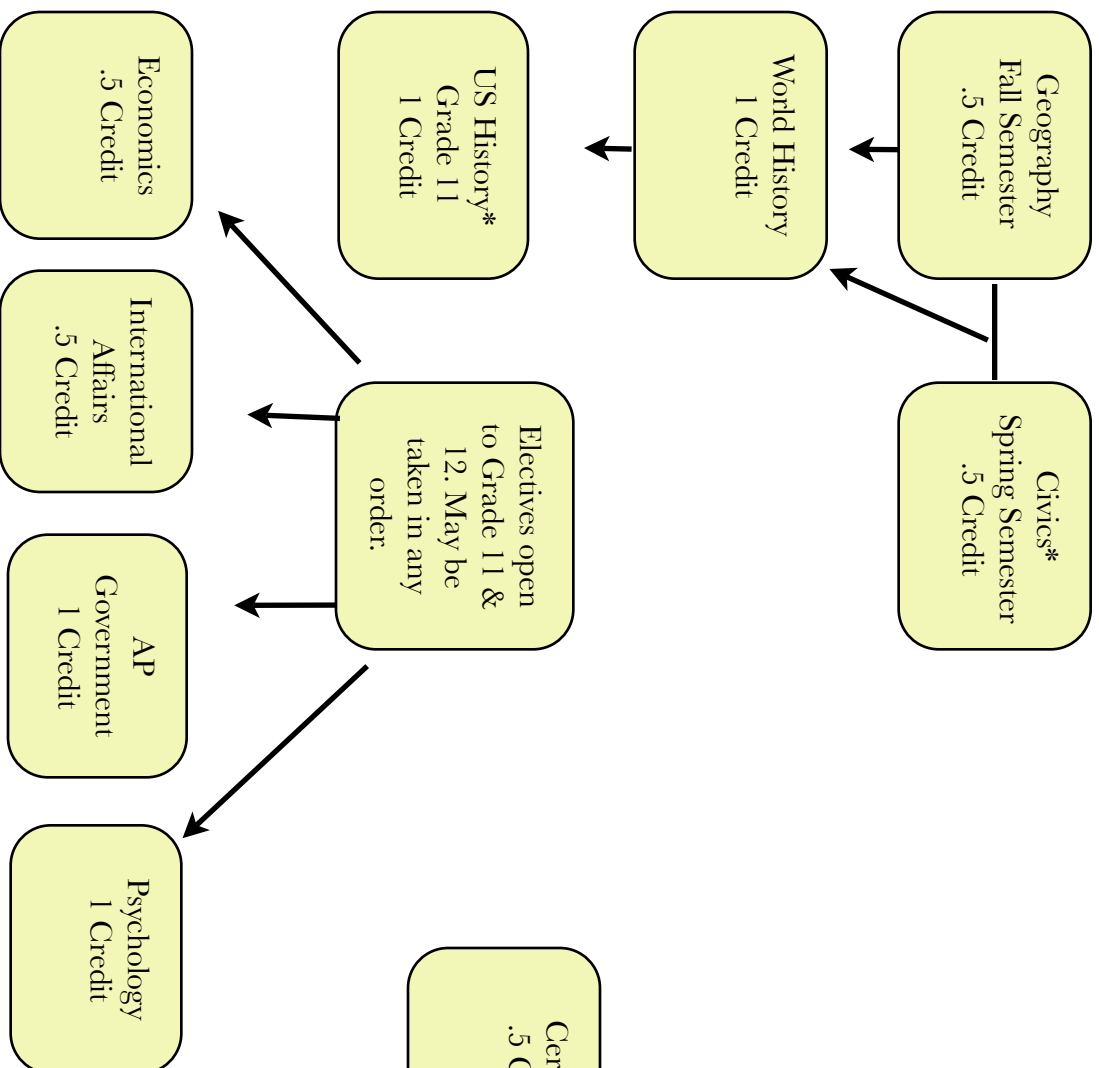 Geography
Fall Semester
.5 Credit
Civics*
Spring Semester
.5 Credit
World History
1 Credit
US History*
Grade 11
1 Credit
Electives open
to Grade 11 &
12. May be
taken in any
order.
Economics
.5 Credit
International
Affairs
.5 Credit
AP
Government
1 Credit
Psychology
1 Credit
.5